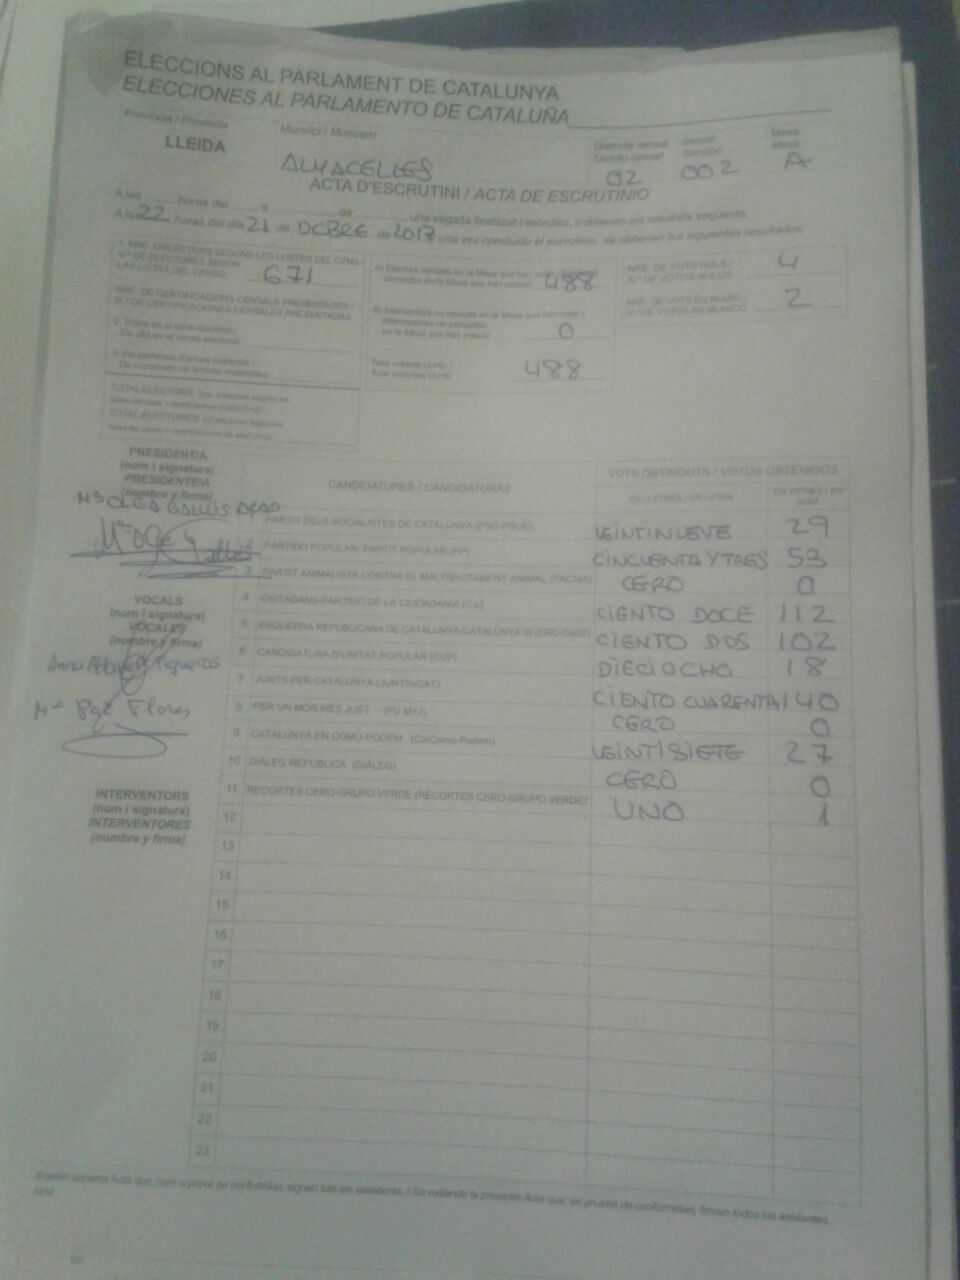 ELECCIONS AL PARLAMENT DE CATALUNYA
ELECCIONES AL PARLAMENTO DE CATALUÑA
Provincia / Provincia Municipi / Municipio Districte censal Secció Mesa
Distrito censal Sección Mesa
LLEIDA ALMACELLES 02 002 A
ACTA D'ESCRUTINI / ACTA DE ESCRUTINIO
A les hores del d de , una vegada finalitzat l'escrutini, s'obtenen els resultats següents:
A las 22 horas del día 21 de DCBRE de 2017 una vez concluido el escrutinio, se obtienen los siguientes resultados:
1. NRE. D'ELECTORS SEGONS LES LLISTES DEL CENS /
N.º DE ELECTORES SEGÚN
LAS LISTAS DEL CENSO 671
NRE. DE CERTIFICACIONS CENSALS PRESENTADES /
N.º DE CERTIFICACIONES CENSALES PRESENTADAS
2. D'alta en el cens electoral /
De alta en el censo electoral:
3. De correcció d'errors materials /
De corrección de errores materiales:
TOTAL ELECTORS:
TOTAL ELECTORES:
A) Electors censats en la Mesa que han votat /
censados en la Mesa que han votado 488
B) Interventors no censats en la Mesa que han votat /
Interventores no censados
en la Mesa que han votado 0
Total votants (A+B) /
Total votantes (A+B) 488
NRE. DE VOTS NULS /
N.º DE VOTOS NULOS 4
NRE. DE VOTS EN BLANC /
N.º DE VOTOS EN BLANCO 2
PRESIDENT/A
(nom i signatura)
PRESIDENTE/A
(nombre y firma)
Mª OLGA
VOCALS
(nom i signatura)
VOCALES
(nombre y firma)
Anna Piqueras
Mª Paz Flores
INTERVENTORS
(nom i signatura)
INTERVENTORES
(nombre y firma)
CANDIDATURES / CANDIDATURAS VOTS OBTINGUTS / VOTOS OBTENIDOS
EN LLETRES / EN LETRA EN XIFRES / EN NÚM.
1 PARTIT DELS SOCIALISTES DE CATALUNYA (PSC-PSOE) VEINTINUEVE 29
2 PARTIDO POPULAR/ PARTIT POPULAR (PP) CINCUENTA Y TRES 53
3 PARTIT ANIMALISTA CONTRA EL MALTRACTAMENT ANIMAL (PACMA) CERO 0
4 CIUTADANS-PARTIDO DE LA CIUDADANÍA (C's) CIENTO DOCE 112
5 ESQUERRA REPUBLICANA DE CATALUNYA-CATALUNYA SÍ (ERC-CatSí) CIENTO DOS 102
6 CANDIDATURA D'UNITAT POPULAR (CUP) DIECIOCHO 18
7 JUNTS PER CATALUNYA (JUNTSxCAT) CIENTO CUARENTA 140
8 PER UN MÓN MÉS JUST (PUM+J) CERO 0
9 CATALUNYA EN COMÚ-PODEM (CatComú-Podem) VEINTISIETE 27
10 DIÀLEG REPUBLICÀ (DIÀLEG) CERO 0
11 RECORTES CERO-GRUPO VERDE (RECORTES CERO-GRUPO VERDE) UNO 1
12
13
14
15
16
17
18
19
20
21
22
23
S'estén aquesta Acta que, com a prova de conformitat, signen tots els assistents. / Se extiende la presente Acta que, en prueba de conformidad, firman todos los asistentes.